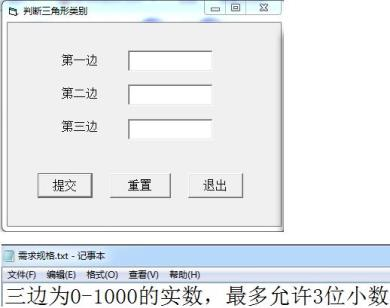 判断三角形类别
第一边
第二边
第三边
提交 重置 退出
需求规格.txt - 记事本
文件(F) 编辑(E) 格式(O) 查看(V) 帮助(H)
三边为0-1000的实数，最多允许3位小数